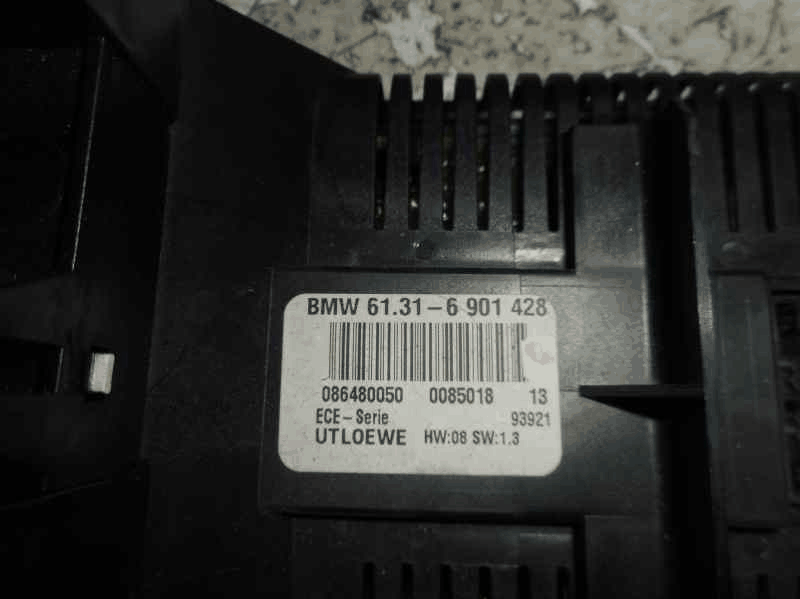 BMW 61.31-6 901 428
086480050 0085018 13
ECE-Serie 93921
UTLOEWE HW:08 SW:1.3